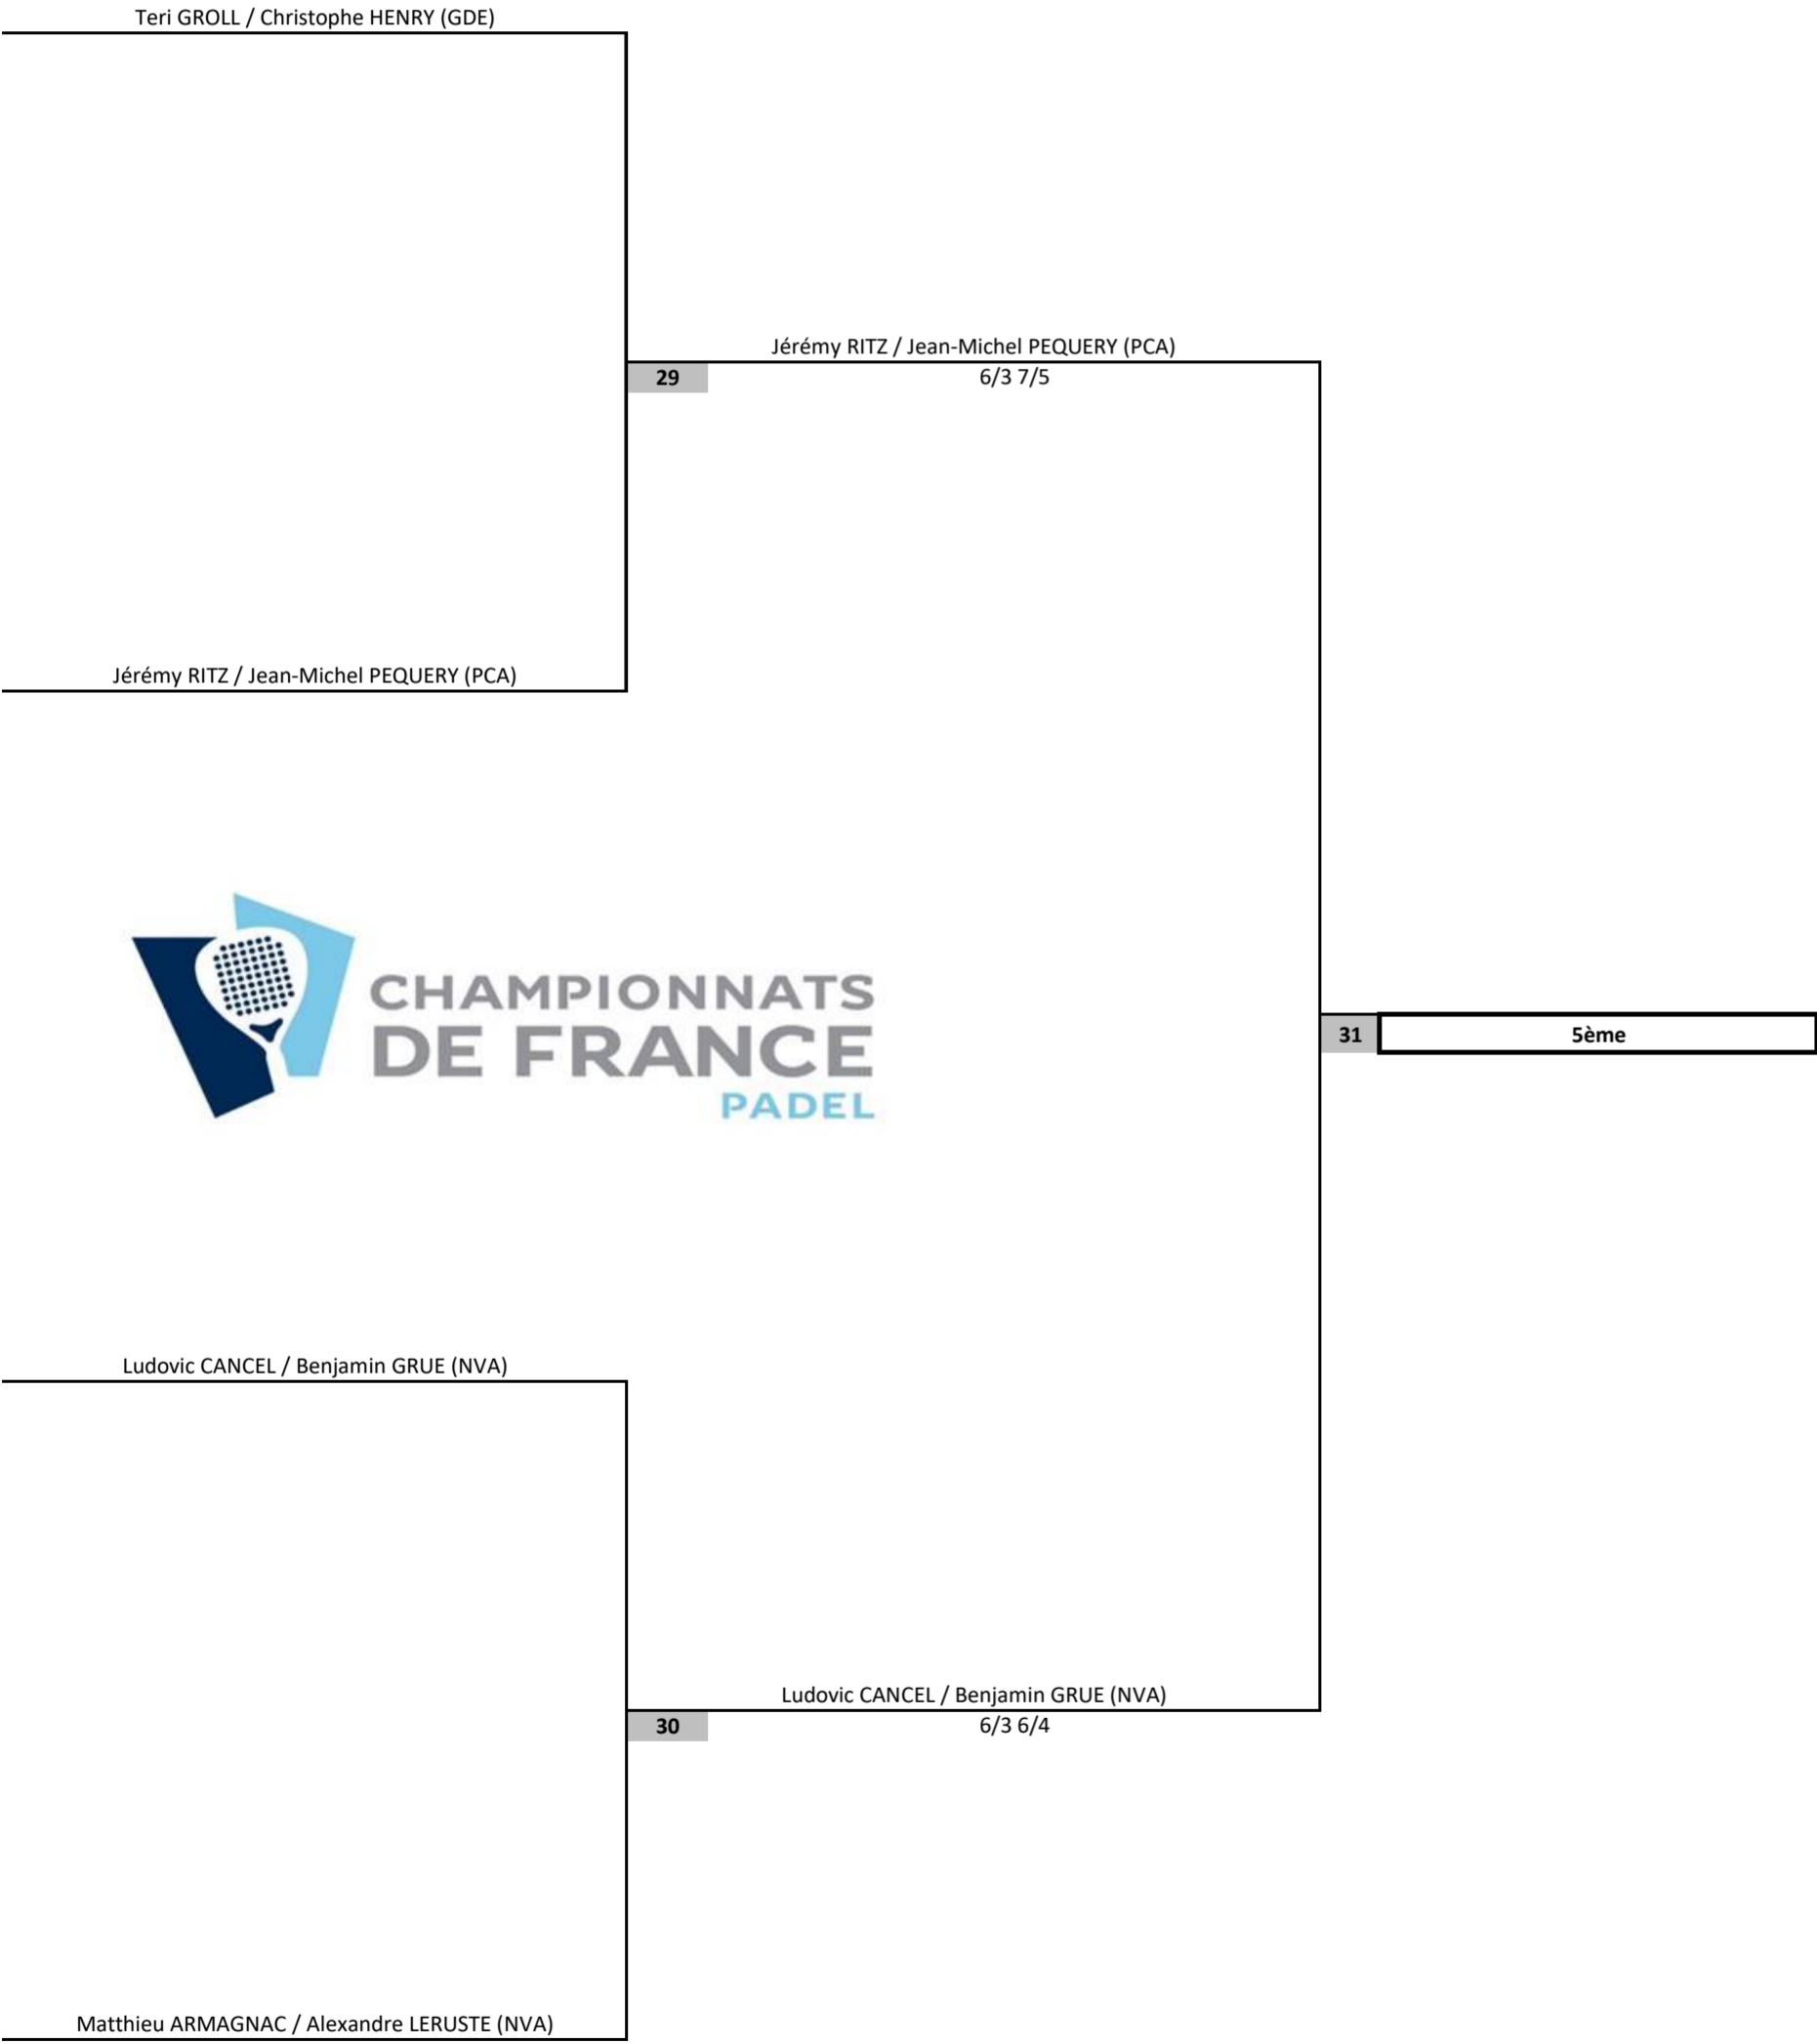 Teri GROLL / Christophe HENRY (GDE)
Jérémy RITZ / Jean-Michel PEQUERY (PCA)
29
6/3 7/5
Jérémy RITZ / Jean-Michel PEQUERY (PCA)
CHAMPIONNATS
DE FRANCE
PADEL
31
5ème
Ludovic CANCEL / Benjamin GRUE (NVA)
Ludovic CANCEL / Benjamin GRUE (NVA)
30
6/3 6/4
Matthieu ARMAGNAC / Alexandre LERUSTE (NVA)